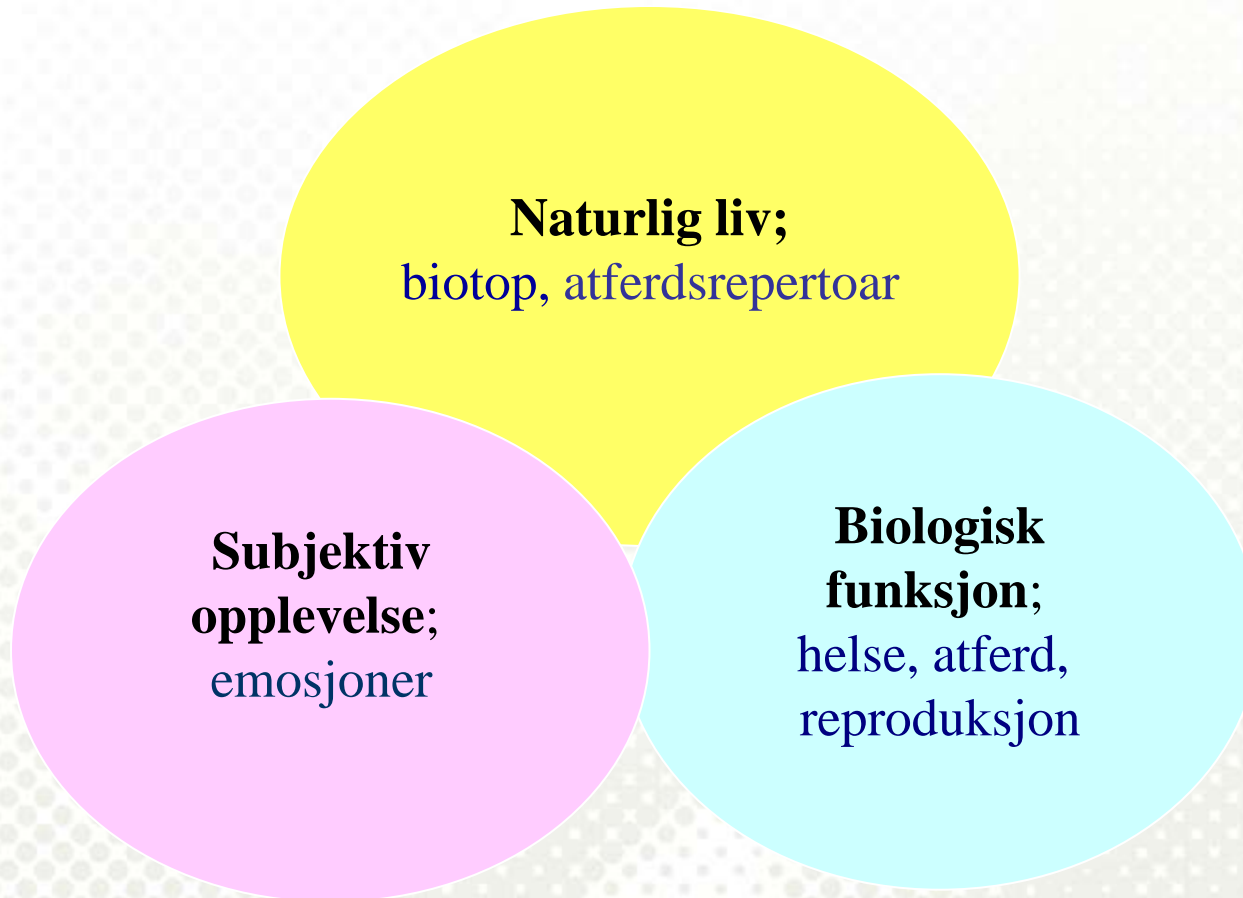 Naturlig liv;
biotop, atferdsrepertoar
Subjektiv
opplevelse;
emosjoner
Biologisk
funksjon;
helse, atferd,
reproduksjon